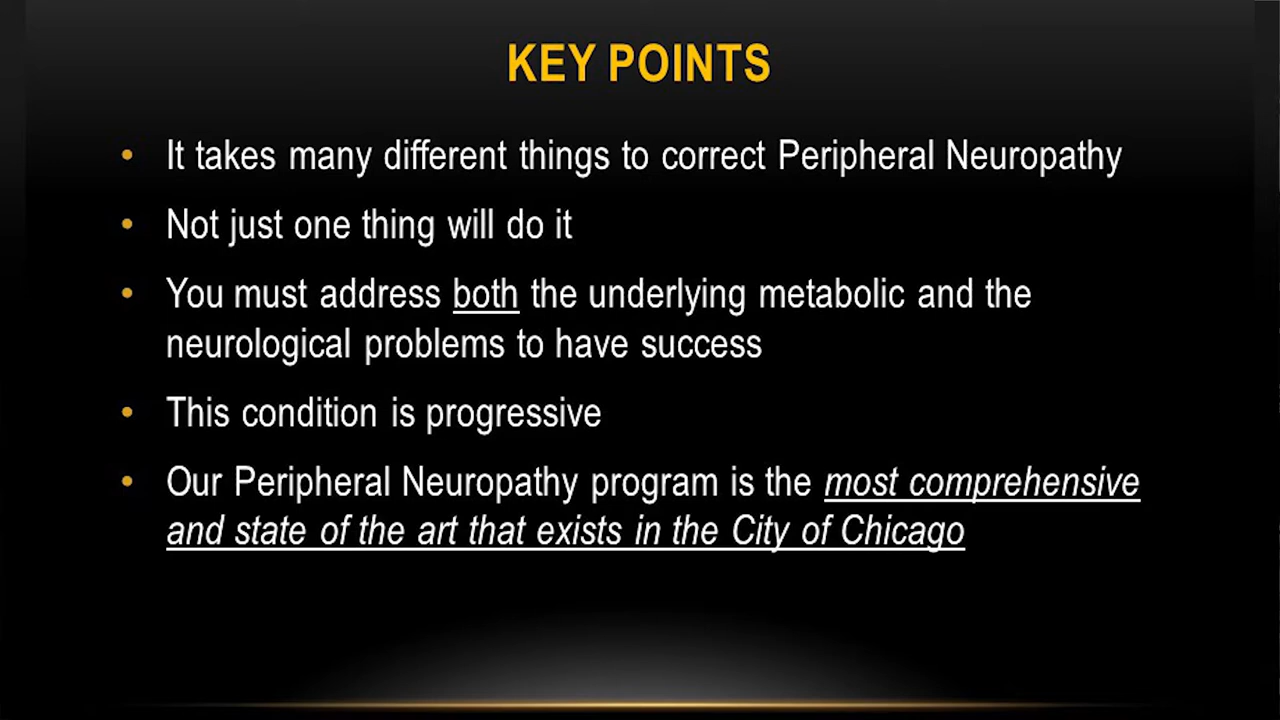 KEY POINTS
• It takes many different things to correct Peripheral Neuropathy
• Not just one thing will do it
• You must address both the underlying metabolic and the
neurological problems to have success
• This condition is progressive
• Our Peripheral Neuropathy program is the most comprehensive
and state of the art that exists in the City of Chicago